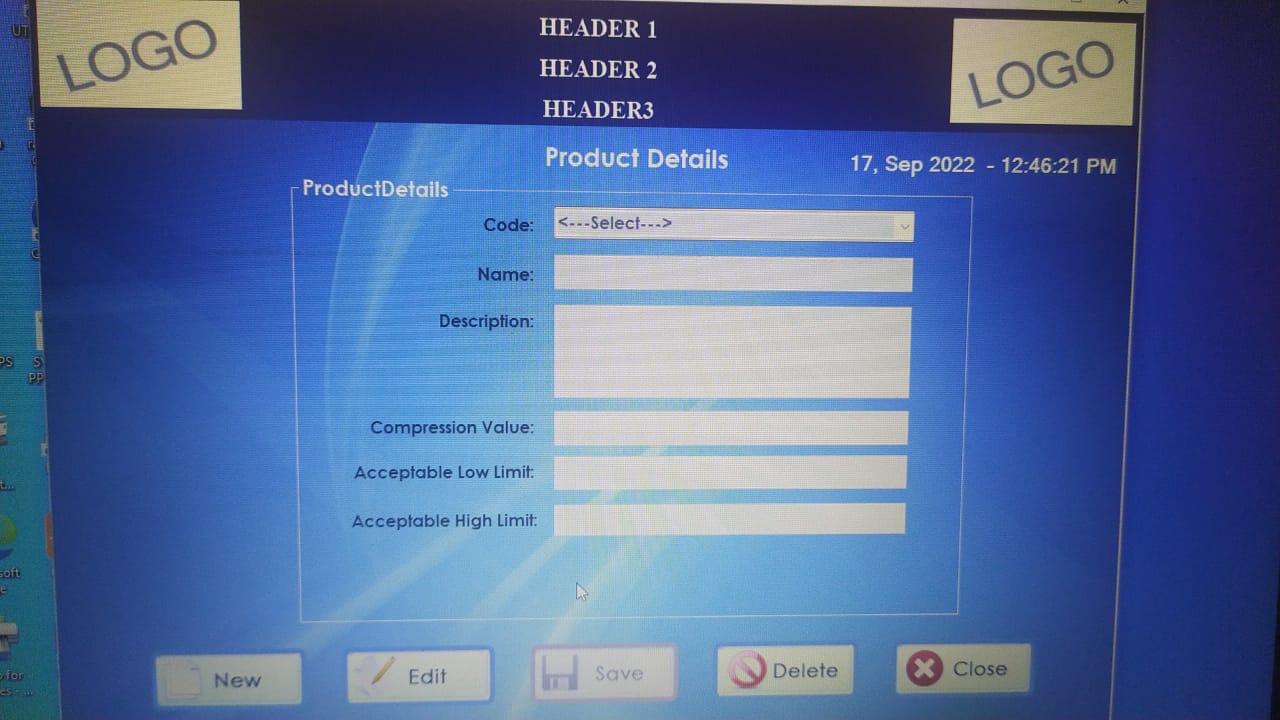 LOGO
HEADER 1
HEADER 2
HEADER3
LOGO
Product Details
17, Sep 2022 - 12:46:21 PM
ProductDetails
Code: <---Select--->
Name:
Description:
Compression Value:
Acceptable Low Limit:
Acceptable High Limit:
New
Edit
Save
Delete
Close